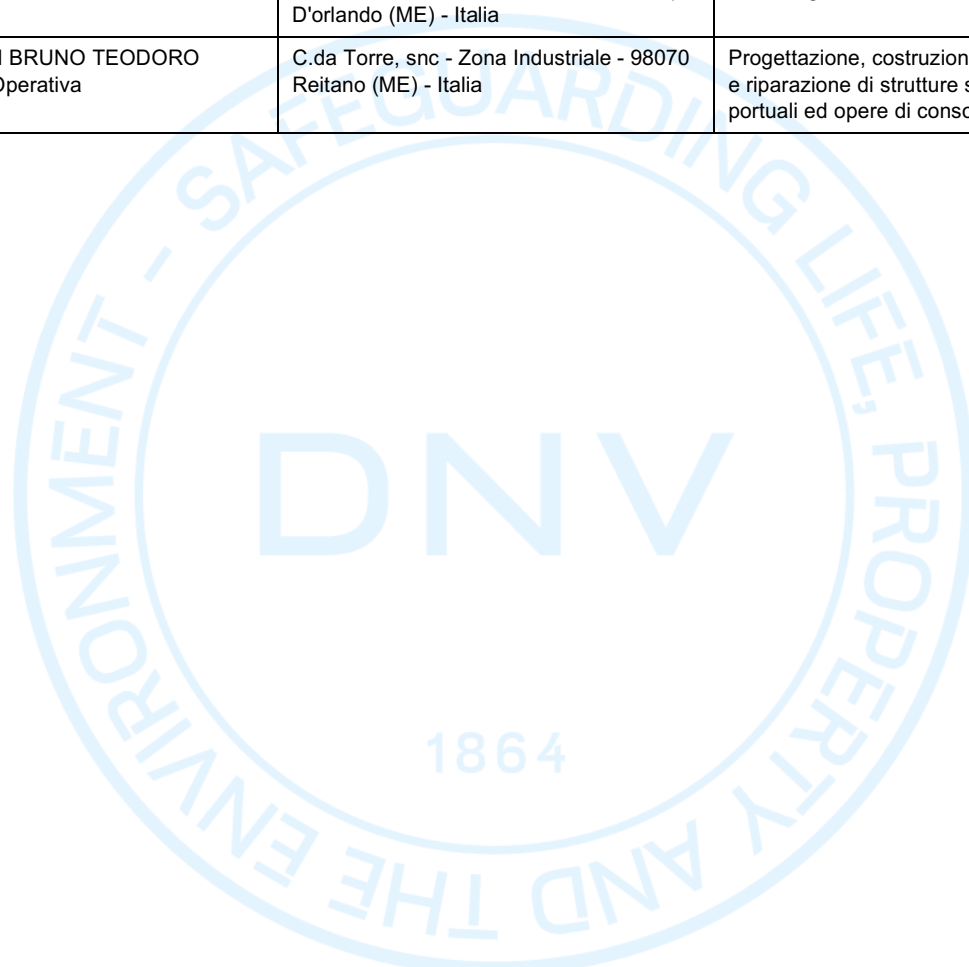 D'orlando (ME) - Italia
BRUNO TEODORO
Operativa
C.da Torre, snc - Zona Industriale - 98070
Reitano (ME) - Italia
Progettazione, costruzion
e riparazione di strutture s
portuali ed opere di conso
SAFEGUARDING LIFE, PROPERTY AND THE ENVIRONMENT -
DNV
1864